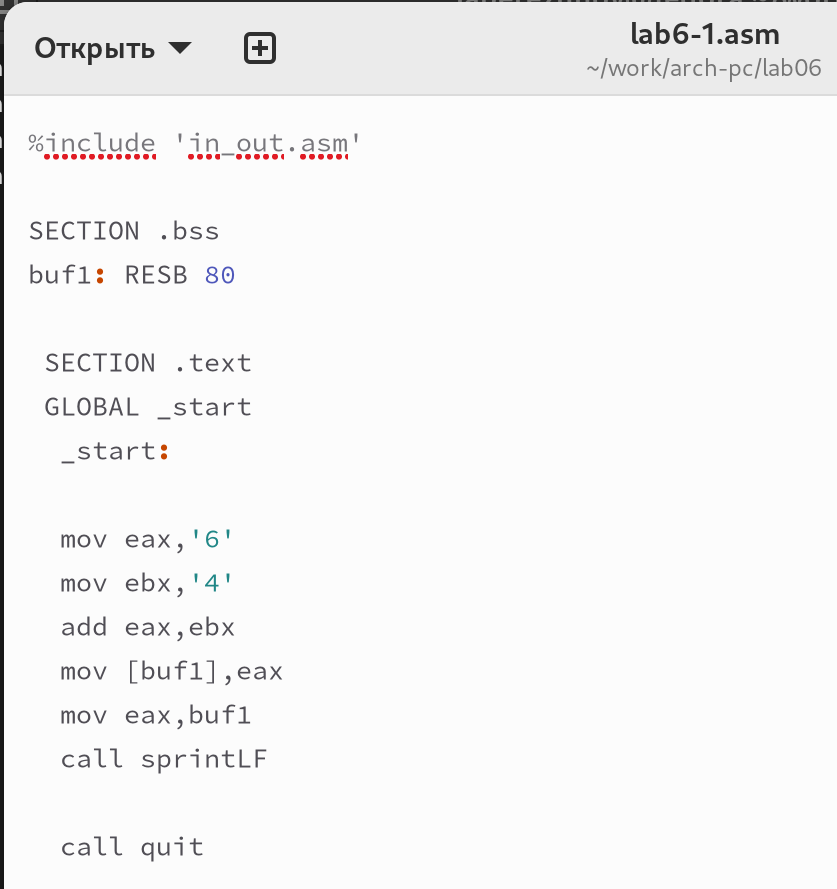 Открыть
lab6-1.asm
~/work/arch-pc/lab06
%include 'in_out.asm'
SECTION .bss
buf1: RESB 80
SECTION .text
GLOBAL _start
_start:
mov eax,'6'
mov ebx,'4'
add eax,ebx
mov [buf1],eax
mov eax,buf1
call sprintLF
call quit